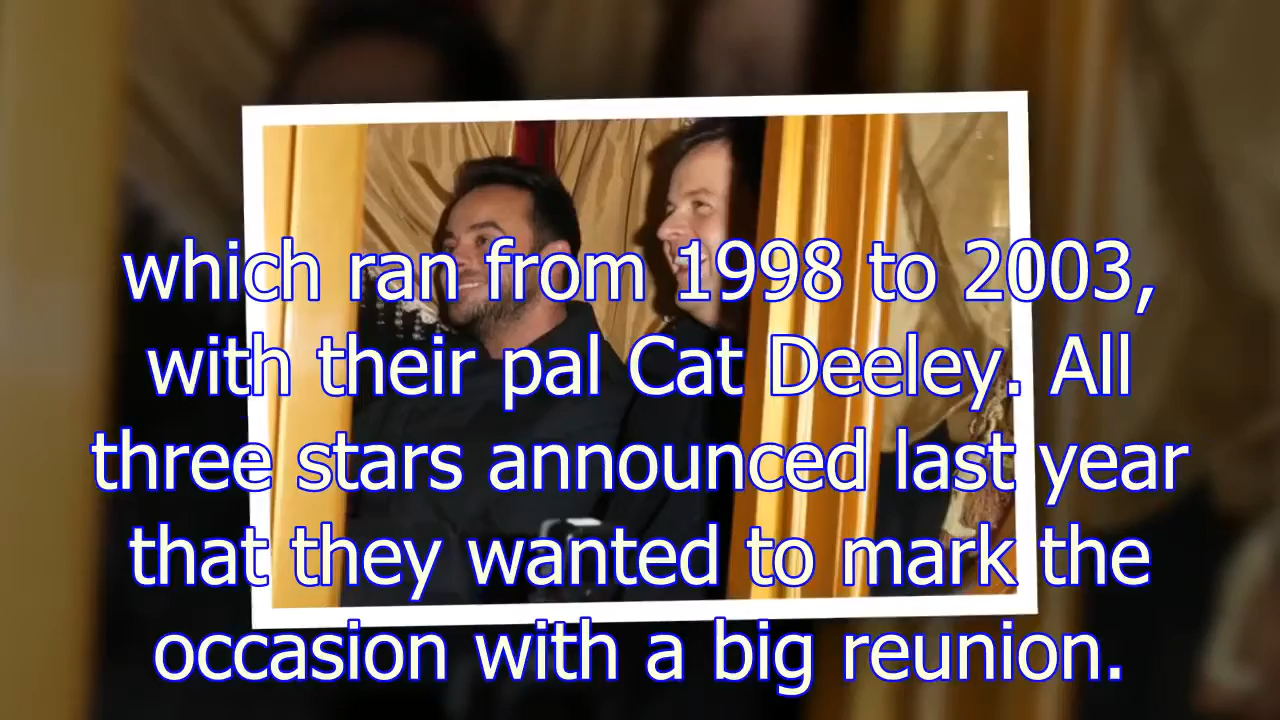 which ran from 1998 to 2003,
with their pal Cat Deeley. All
three stars announced last year
that they wanted to mark the
occasion with a big reunion.